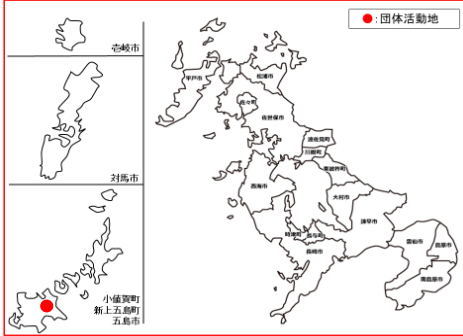 ●:団体活動地
壱岐市
対馬市
小値賀町
新上五島町
五島市
平戸市
松浦市
佐々町
佐世保市
波佐見町
川棚町
東彼杵町
西海市
大村市
時津町
長与町
諫早市
長崎市
雲仙市
島原市
南島原市